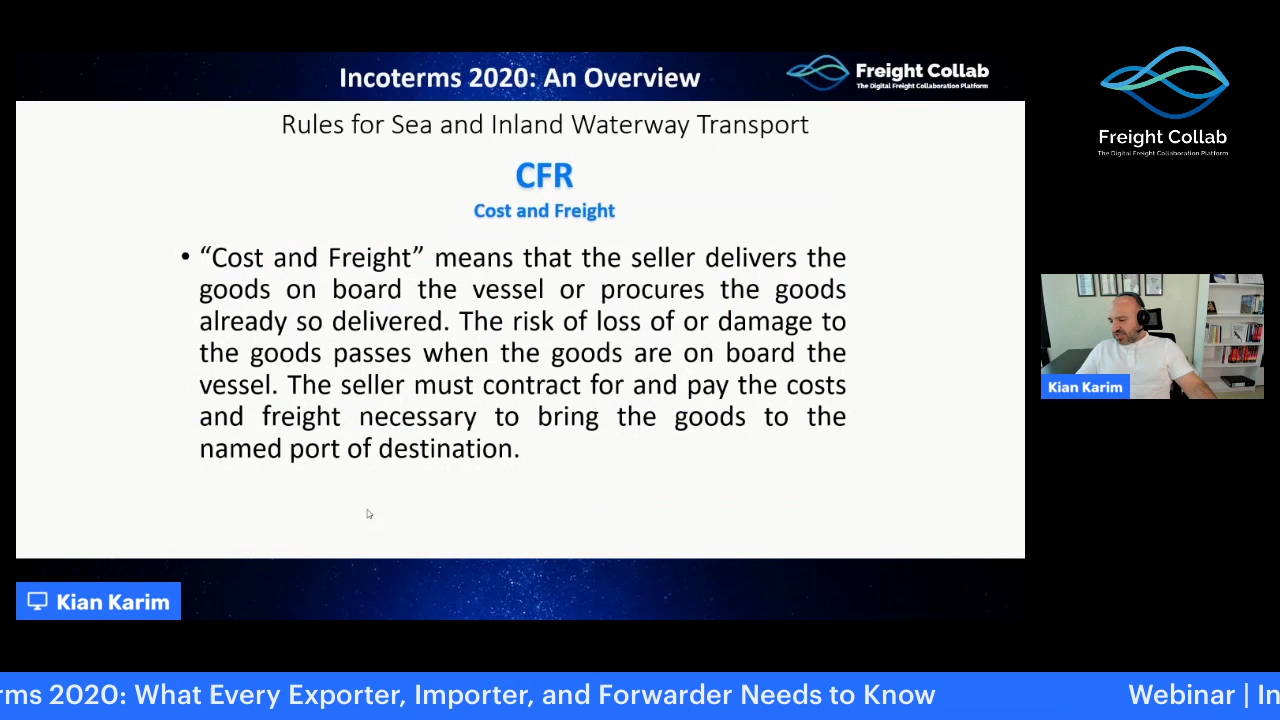 Incoterms 2020: An Overview
Freight Collab
The Digital Freight Collaboration Platform
Freight Collab
The Digital Freight Collaboration Platform
Rules for Sea and Inland Waterway Transport
CFR
Cost and Freight
• “Cost and Freight” means that the seller delivers the
goods on board the vessel or procures the goods
already so delivered. The risk of loss of or damage to
the goods passes when the goods are on board the
vessel. The seller must contract for and pay the costs
and freight necessary to bring the goods to the
named port of destination.
Kian Karim
Kian Karim
rms 2020: What Every Exporter, Importer, and Forwarder Needs to Know
Webinar | In